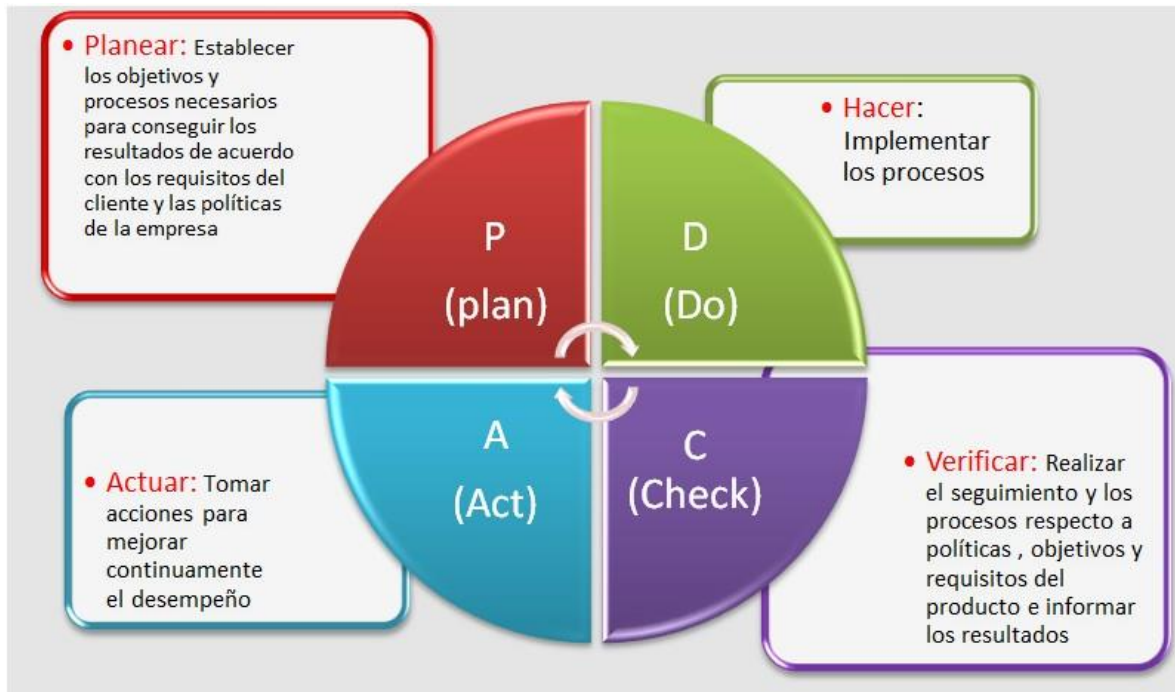 • Planear: Establecer
los objetivos y
procesos necesarios
para conseguir los
resultados de acuerdo
con los requisitos del
cliente y las políticas
de la empresa
• Hacer:
Implementar
los procesos
P
(plan)
D
(Do)
A
(Act)
C
(Check)
• Actuar: Tomar
acciones para
mejorar
continuamente
el desempeño
• Verificar: Realizar
el seguimiento y los
procesos respecto a
políticas , objetivos y
requisitos del
producto e informar
los resultados